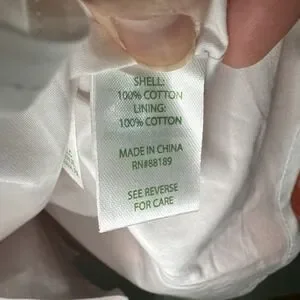 SHELL:
100% COTTON
LINING:
100% COTTON
MADE IN CHINA
RN#88189
SEE REVERSE
FOR CARE